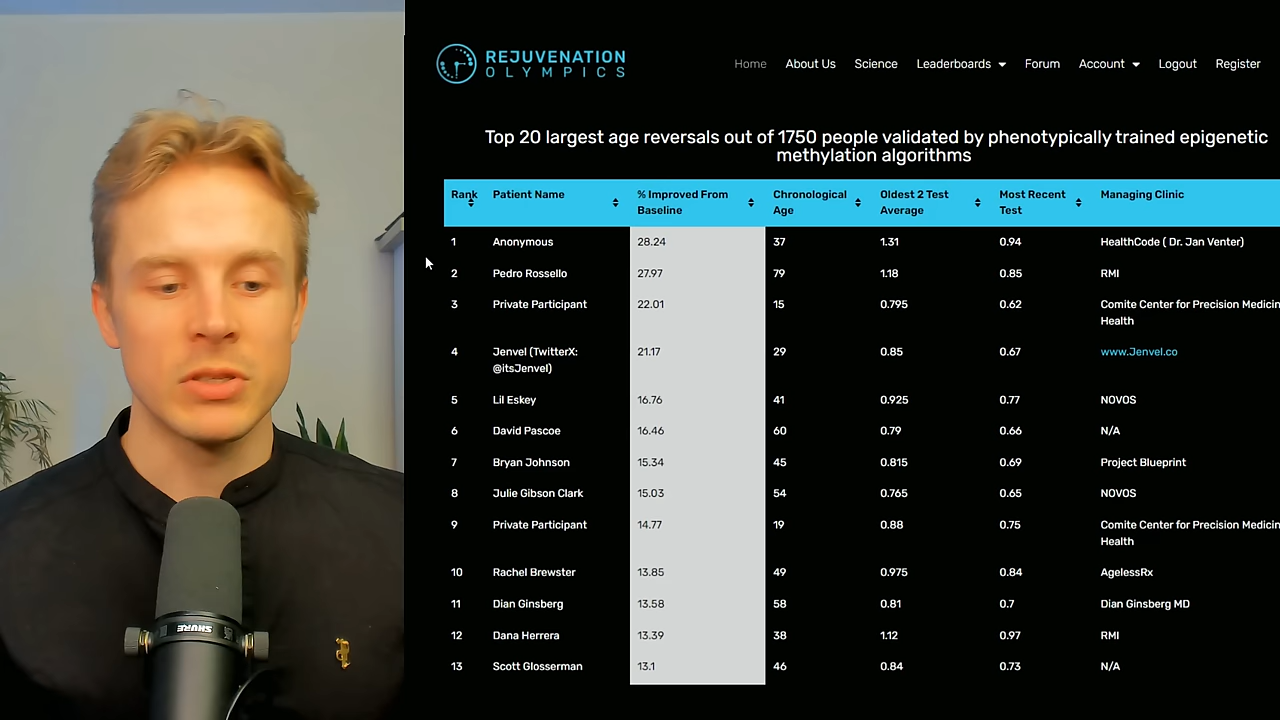 REJUVENATION
OLYMPICS
Home About Us Science Leaderboards Forum Account Logout Register
Top 20 largest age reversals out of 1750 people validated by phenotypically trained epigenetic
methylation algorithms
Rank Patient Name % Improved From Baseline Chronological Age Oldest 2 Test Average Most Recent Test Managing Clinic
1 Anonymous 28.24 37 1.31 0.94 HealthCode ( Dr. Jan Venter)
2 Pedro Rossello 27.97 79 1.18 0.85 RMI
3 Private Participant 22.01 15 0.795 0.62 Comite Center for Precision Medicin
Health
4 Jenvel (TwitterX: 21.17 29 0.85 0.67 www.Jenvel.co
@itsJenvel)
5 Lil Eskey 16.76 41 0.925 0.77 NOVOS
6 David Pascoe 16.46 60 0.79 0.66 N/A
7 Bryan Johnson 15.34 45 0.815 0.69 Project Blueprint
8 Julie Gibson Clark 15.03 54 0.765 0.65 NOVOS
9 Private Participant 14.77 19 0.88 0.75 Comite Center for Precision Medicin
Health
10 Rachel Brewster 13.85 49 0.975 0.84 AgelessRx
11 Dian Ginsberg 13.58 58 0.81 0.7 Dian Ginsberg MD
12 Dana Herrera 13.39 38 1.12 0.97 RMI
13 Scott Glosserman 13.1 46 0.84 0.73 N/A
SHURE